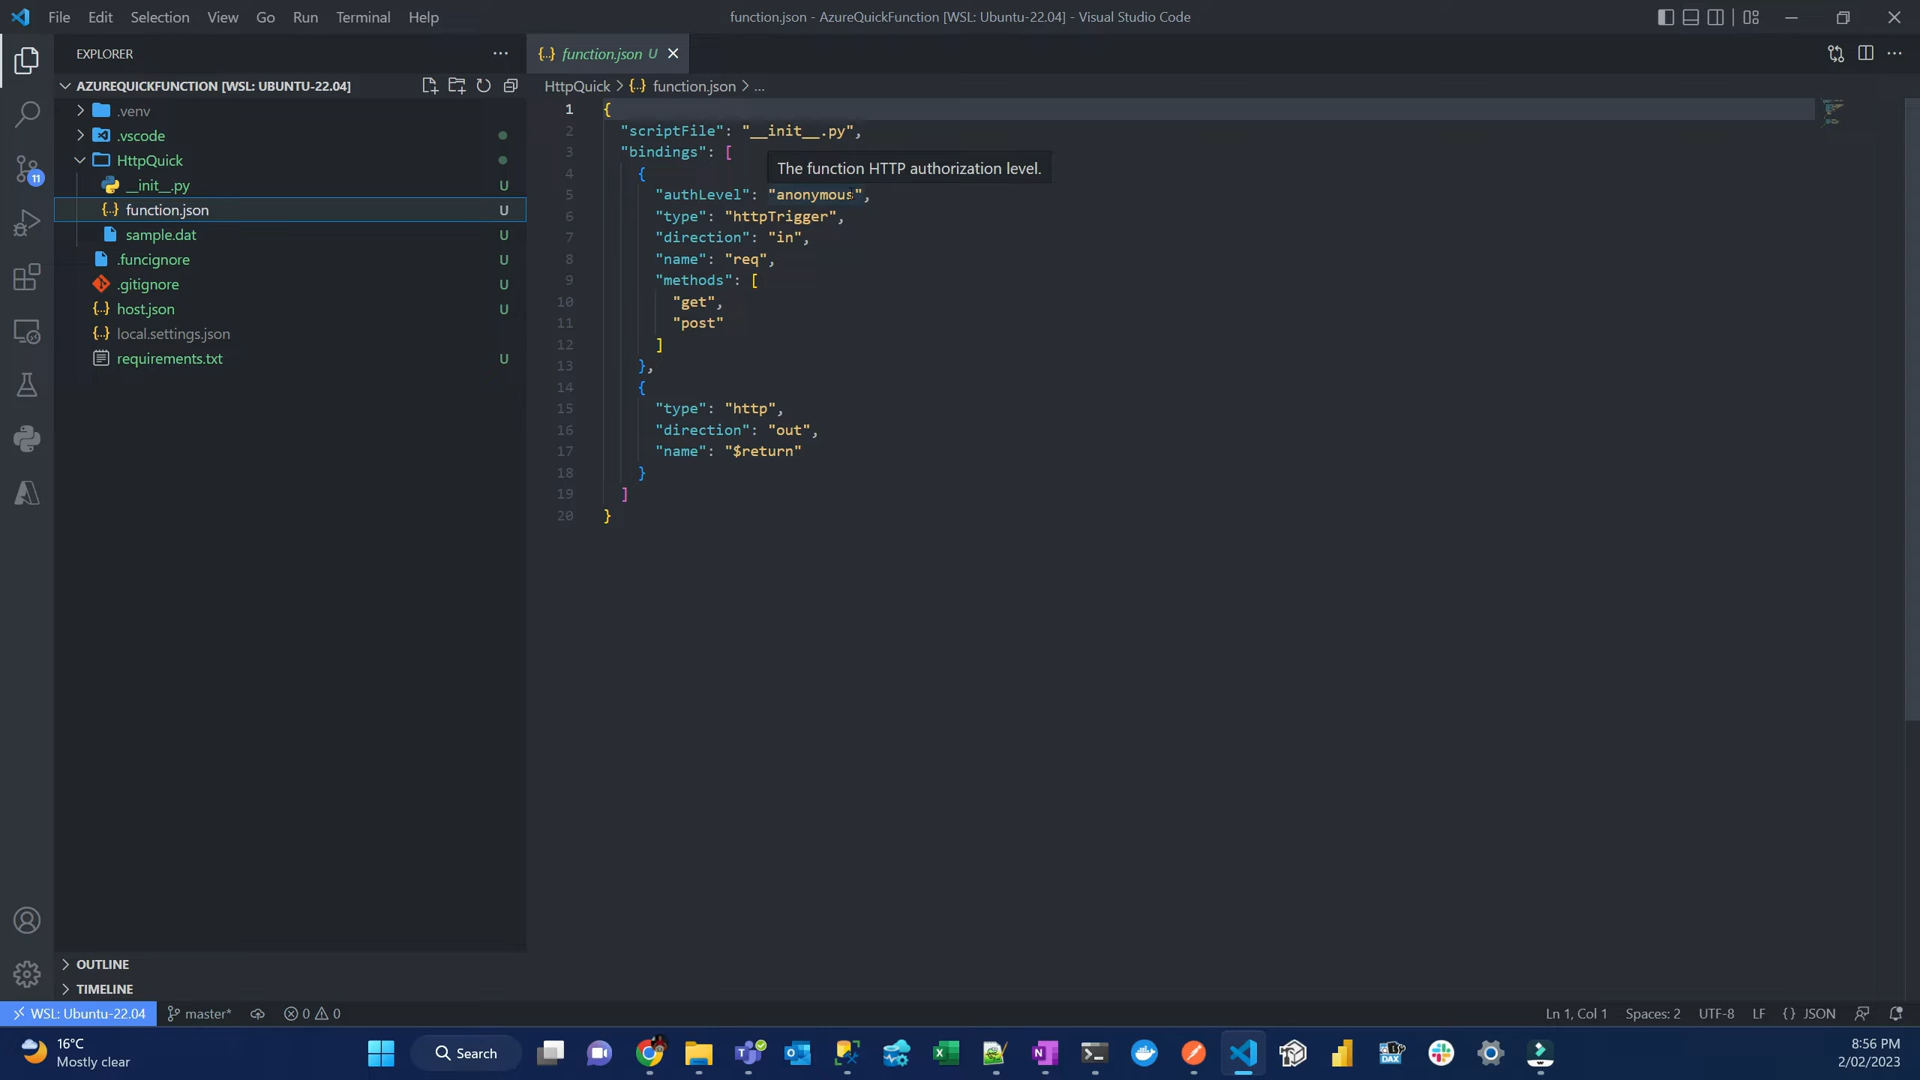 File Edit Selection View Go Run Terminal Help
function.json - AzureQuickFunction [WSL: Ubuntu-22.04] - Visual Studio Code
EXPLORER
AZUREQUICKFUNCTION [WSL: UBUNTU-22.04]
.venv
.vscode
HttpQuick
__init__.py U
function.json U
sample.dat U
.funcignore U
.gitignore U
host.json U
local.settings.json
requirements.txt U
11
OUTLINE
TIMELINE
{..} function.json U
HttpQuick > {..} function.json > ...
1 {
2 "scriptFile": "__init__.py",
3 "bindings": [
The function HTTP authorization level.
4 {
5 "authLevel": "anonymous",
6 "type": "httpTrigger",
7 "direction": "in",
8 "name": "req",
9 "methods": [
10 "get",
11 "post"
12 ]
13 },
14 {
15 "type": "http",
16 "direction": "out",
17 "name": "$return"
18 }
19 ]
20 }
WSL: Ubuntu-22.04 master* 0 0
Ln 1, Col 1 Spaces: 2 UTF-8 LF {} JSON
16°C
Mostly clear
Search
DAX
8:56 PM
2/02/2023